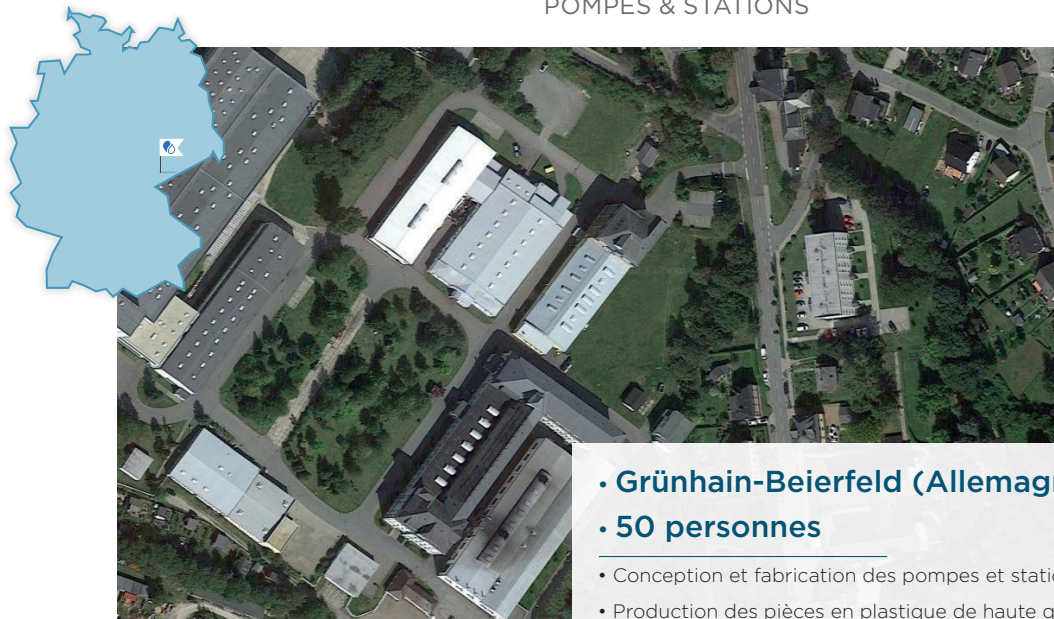 POMPES & STATIONS
• Grünhain-Beierfeld (Allemagn
• 50 personnes
• Conception et fabrication des pompes et static
• Production des pièces en plastique de haute q